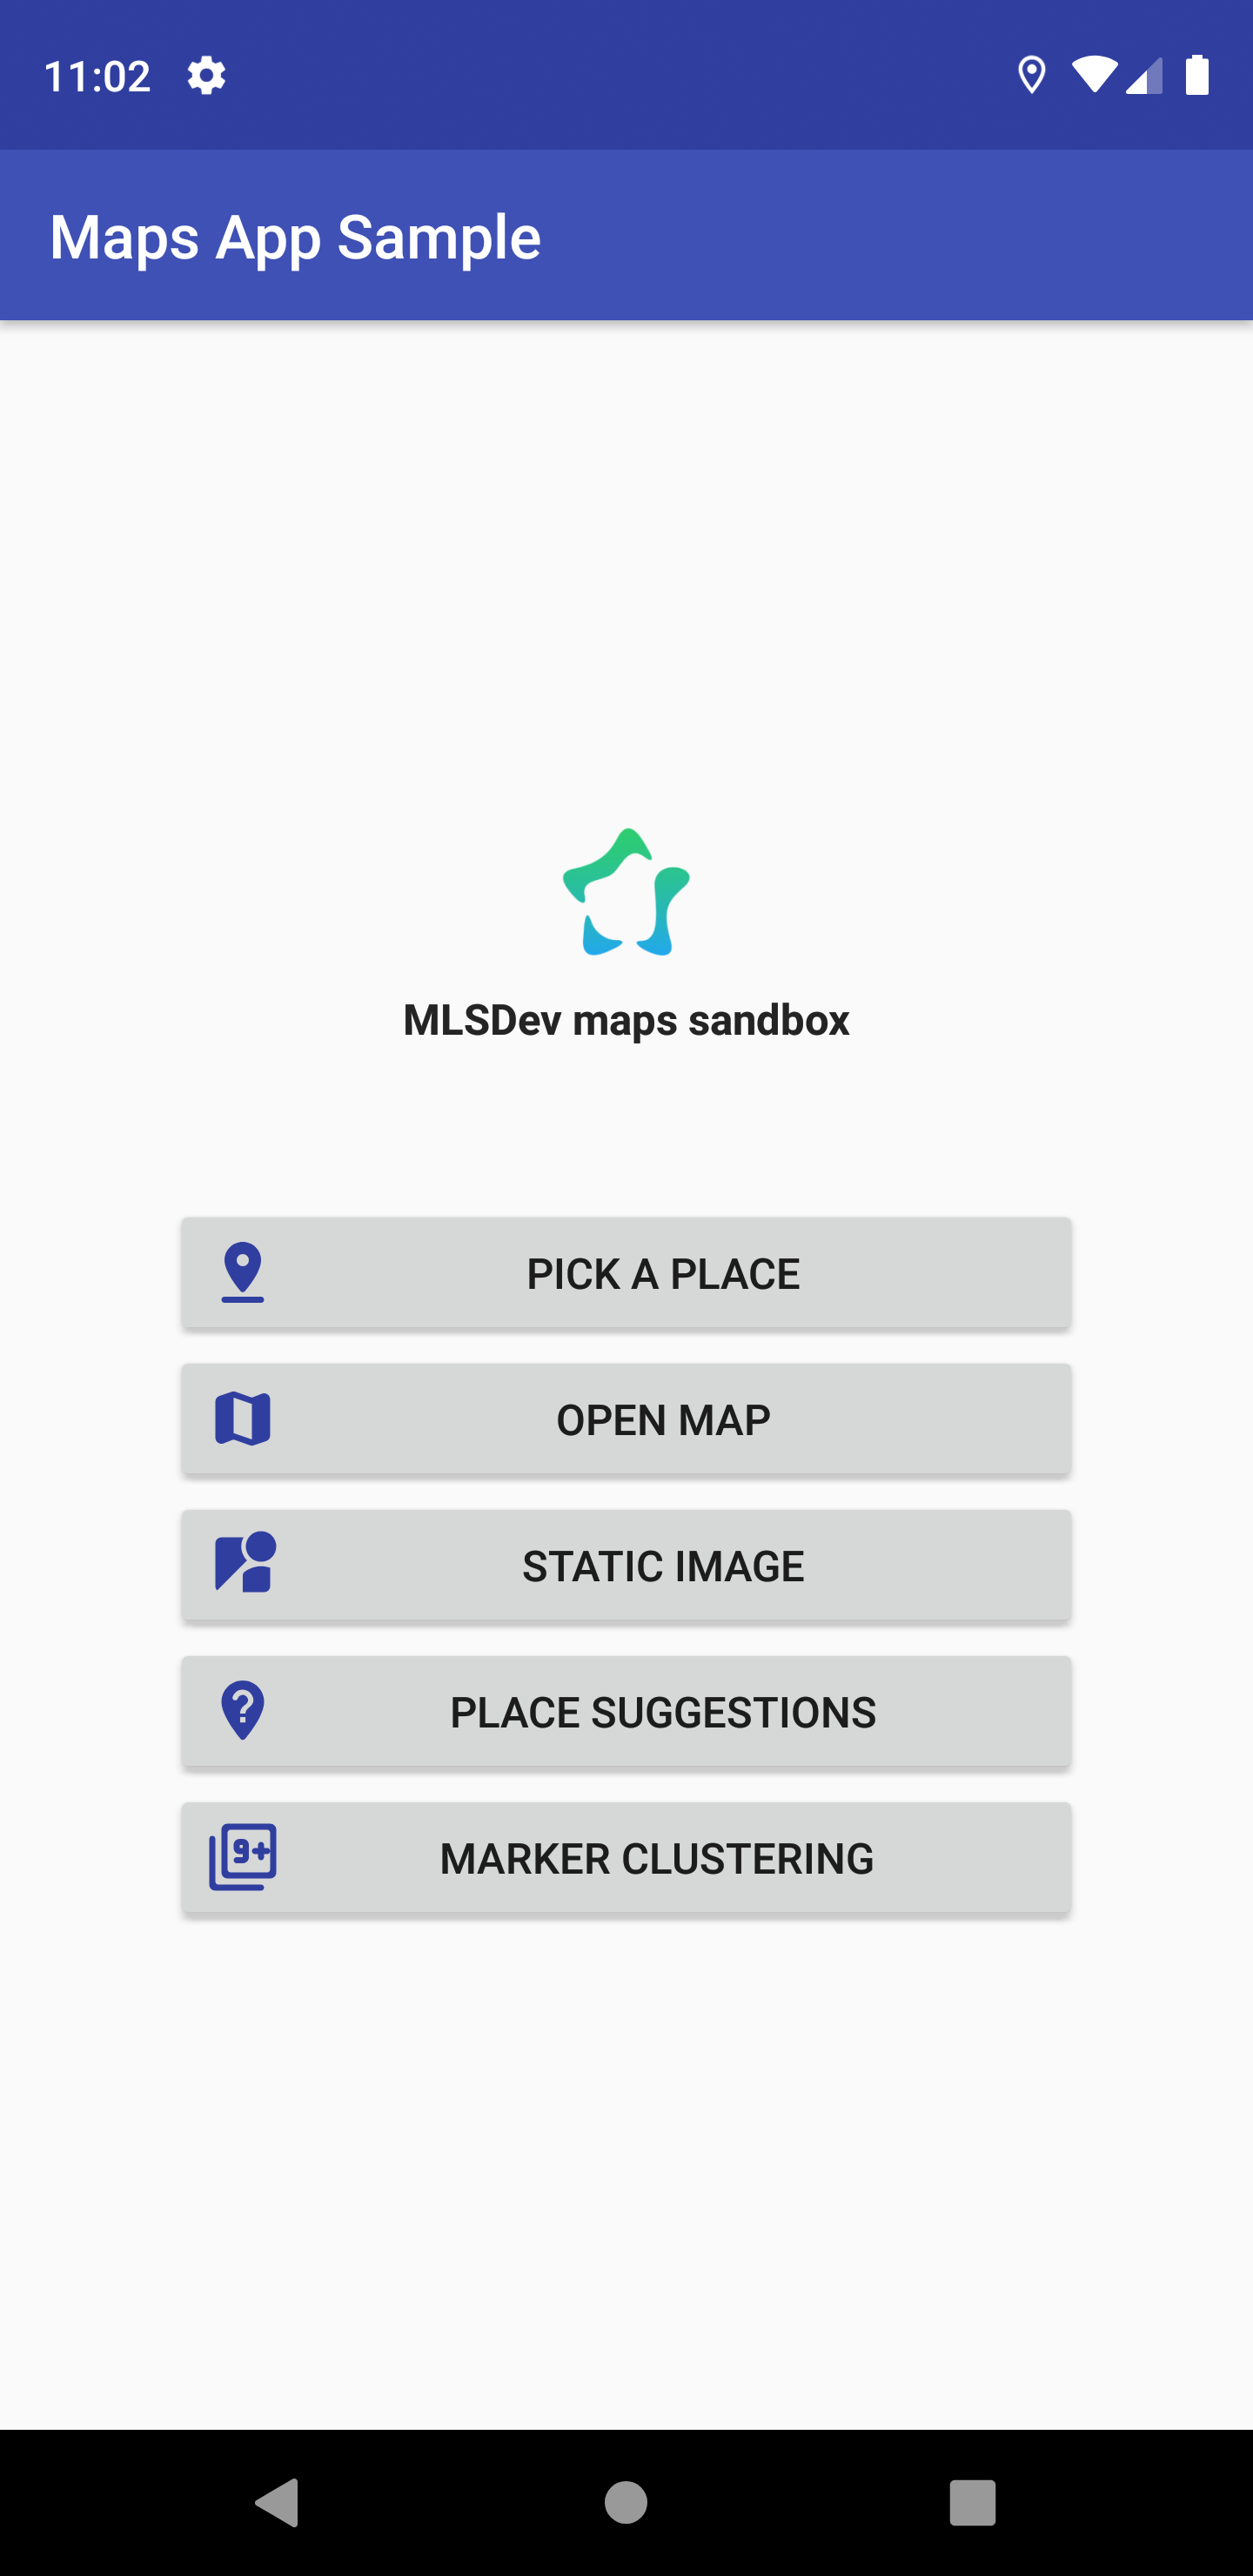 11:02
Maps App Sample
MLSDev maps sandbox
PICK A PLACE
OPEN MAP
STATIC IMAGE
PLACE SUGGESTIONS
9+
MARKER CLUSTERING